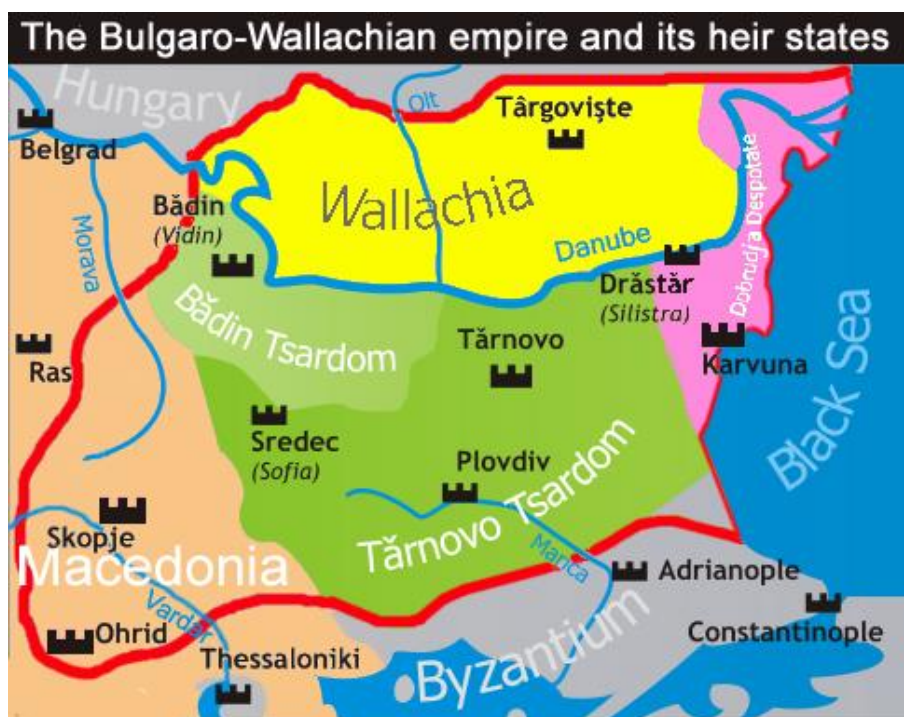 The Bulgaro-Wallachian empire and its heir states
Hungary
Olt
Târgovişte
Belgrad
Wallachia
Dobrudja Despotate
Bădin
(Vidin)
Morava
Danube
Drăstăr
(Silistra)
Bădin Tsardom
Tărnovo
Karvuna
Ras
Black Sea
Sredec
(Sofia)
Plovdiv
Tărnovo Tsardom
Skopje
Marica
Macedonia
Adrianople
Vardar
Constantinople
Ohrid
Thessaloniki
Byzantium